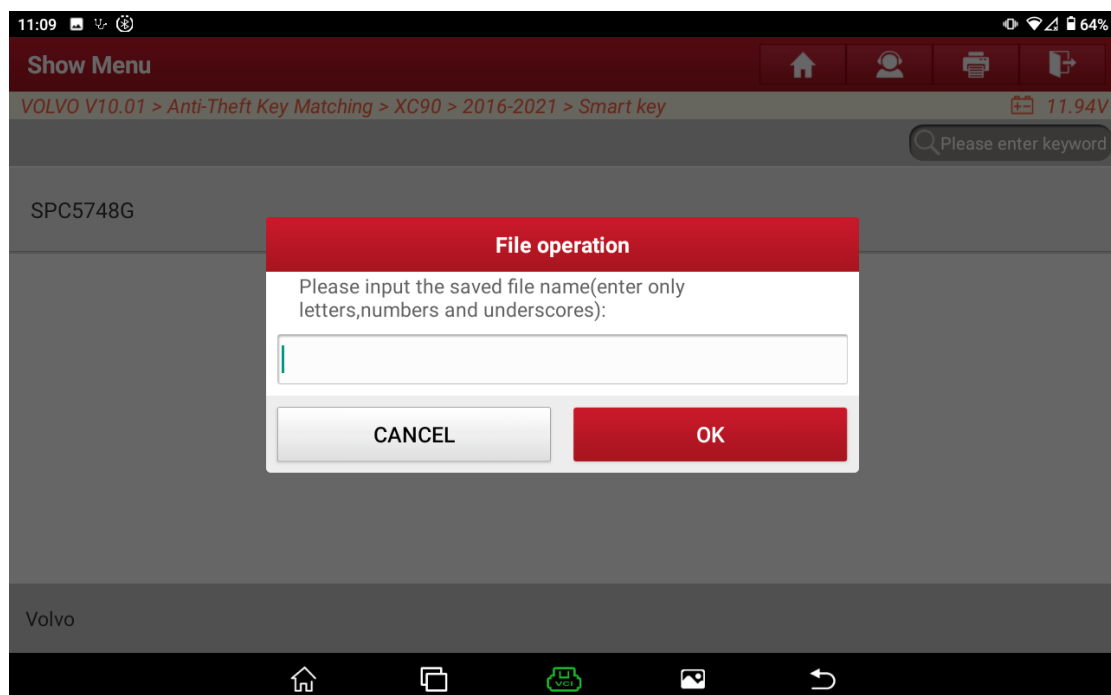 11:09
64%
Show Menu
VOLVO V10.01 > Anti-Theft Key Matching > XC90 > 2016-2021 > Smart key
11.94V
Please enter keyword
SPC5748G
File operation
Please input the saved file name(enter only
letters,numbers and underscores):
CANCEL
OK
Volvo
VCI